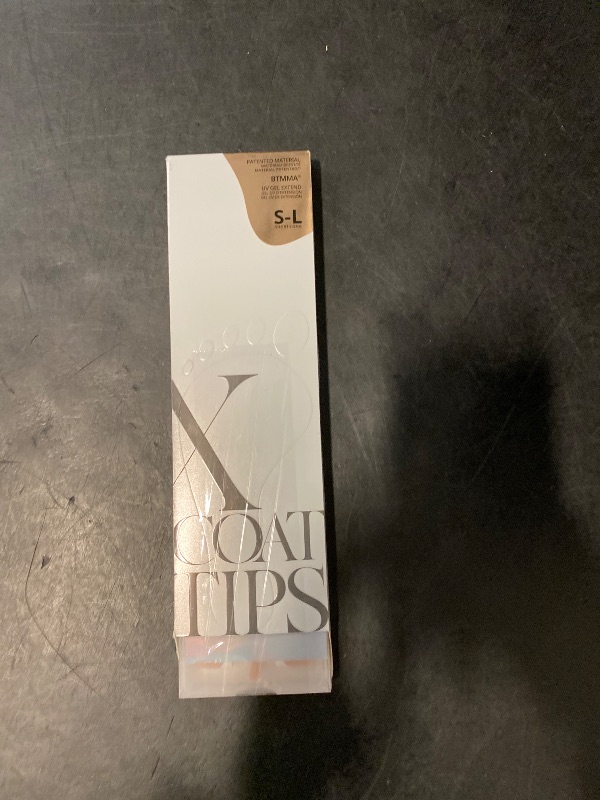 PATENTED MATERIAL
BTMMA®
UV GEL EXTEND
S-L
X
COAT
TIPS